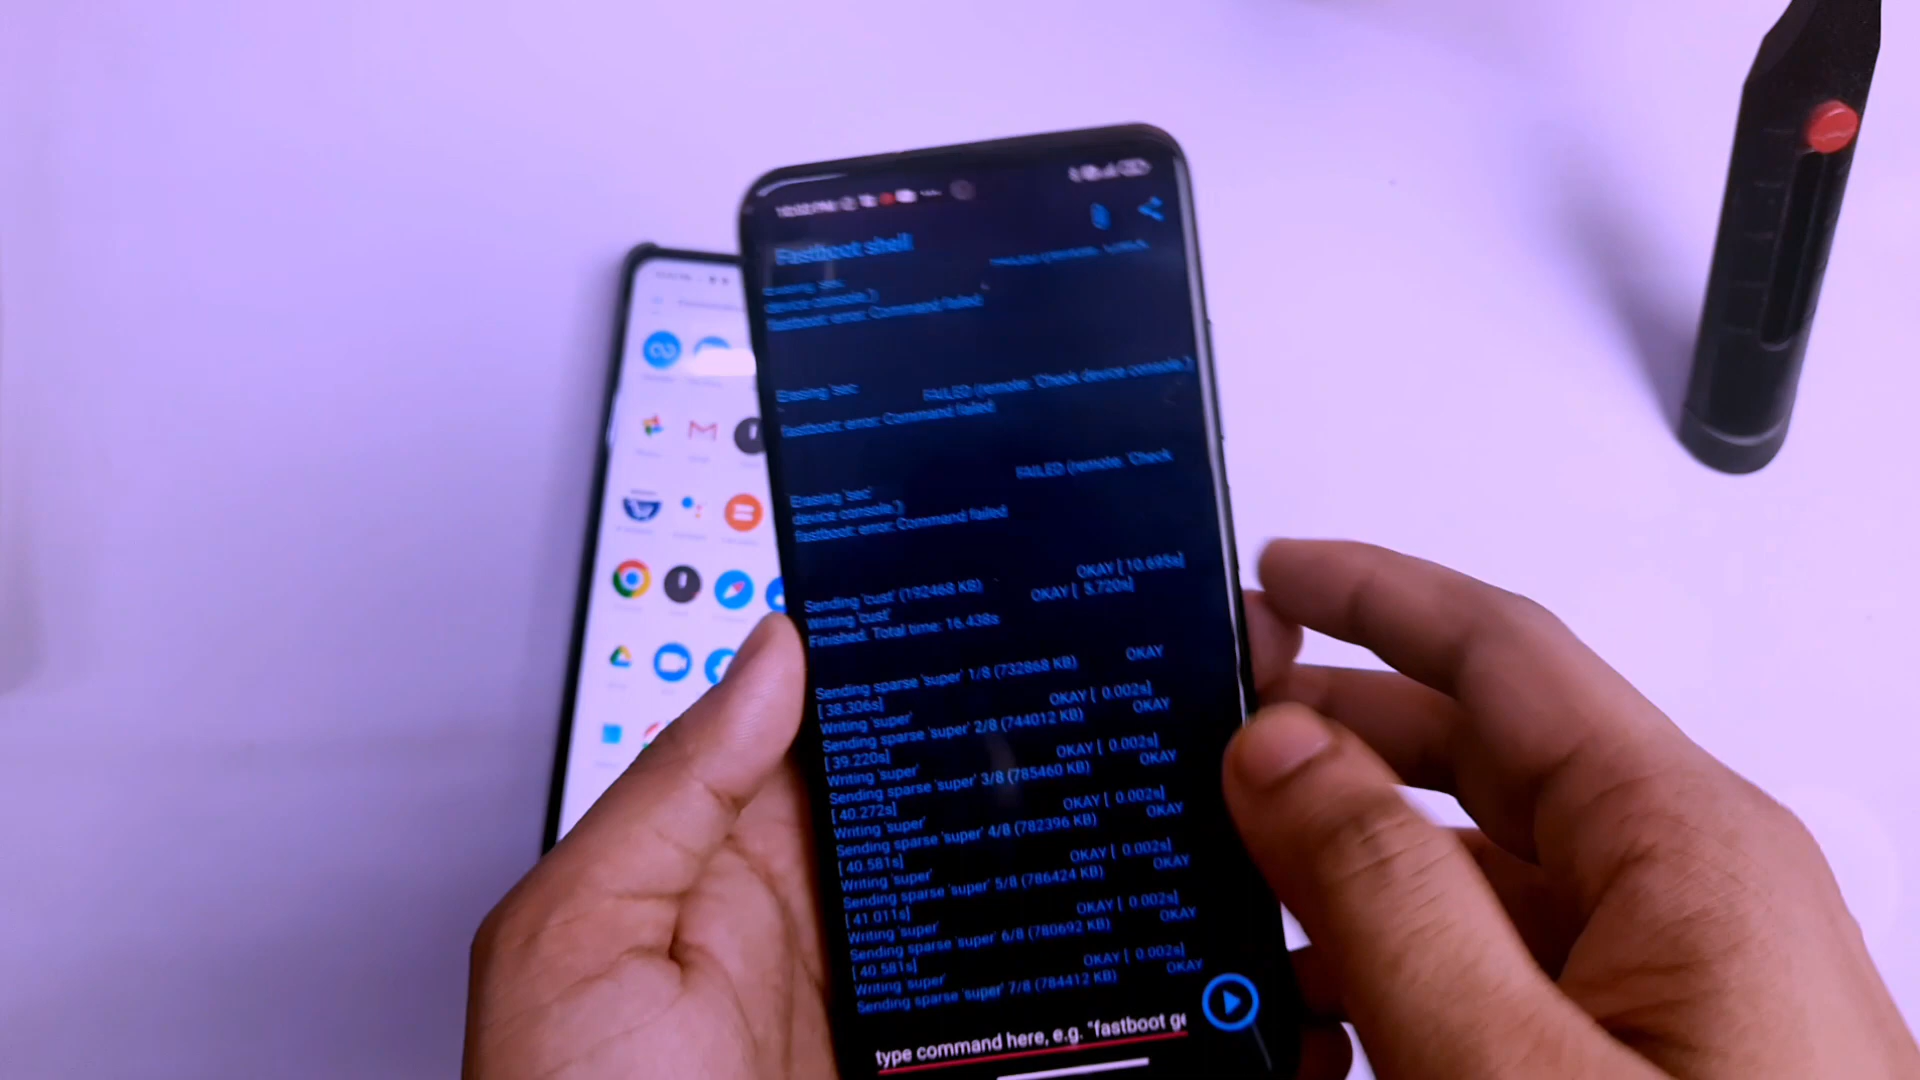 Fastboot shell
Erasing 'sec'
device console.')
fastboot: error: Command failed
Erasing 'sec' FAILED (remote: 'Check device console.')
fastboot: error: Command failed
FAILED (remote: 'Check
Erasing 'sec'
device console.')
fastboot: error: Command failed
Sending 'cust' (192468 KB) OKAY [ 10.695s]
Writing 'cust' OKAY [ 5.720s]
Finished. Total time: 16.438s
Sending sparse 'super' 1/8 (732868 KB) OKAY
[ 38.306s]
Writing 'super' OKAY [ 0.002s]
Sending sparse 'super' 2/8 (744012 KB) OKAY
[ 39.220s]
Writing 'super' OKAY [ 0.002s]
Sending sparse 'super' 3/8 (785460 KB) OKAY
[ 40.272s]
Writing 'super' OKAY [ 0.002s]
Sending sparse 'super' 4/8 (782396 KB) OKAY
[ 40.581s]
Writing 'super' OKAY [ 0.002s]
Sending sparse 'super' 5/8 (786424 KB) OKAY
[ 41.011s]
Writing 'super' OKAY [ 0.002s]
Sending sparse 'super' 6/8 (780692 KB) OKAY
[ 40.581s]
Writing 'super' OKAY [ 0.002s]
Sending sparse 'super' 7/8 (784412 KB) OKAY
type command here, e.g. "fastboot ge